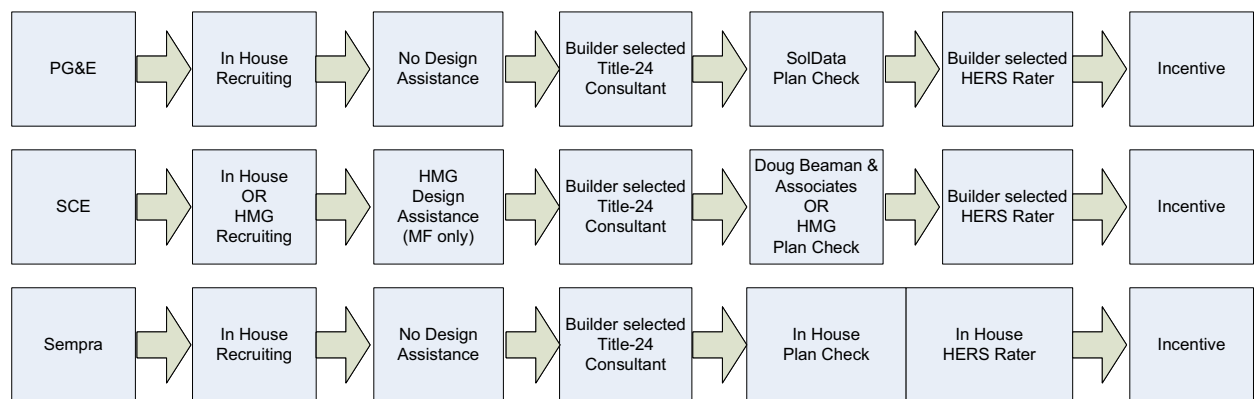 PG&E
In House
Recruiting
No Design
Assistance
Builder selected
Title-24
Consultant
SolData
Plan Check
Builder selected
HERS Rater
Incentive
SCE
In House
OR
HMG
Recruiting
HMG
Design
Assistance
(MF only)
Builder selected
Title-24
Consultant
Doug Beaman &
Associates
OR
HMG
Plan Check
Builder selected
HERS Rater
Incentive
Sempra
In House
Recruiting
No Design
Assistance
Builder selected
Title-24
Consultant
In House
Plan Check
In House
HERS Rater
Incentive